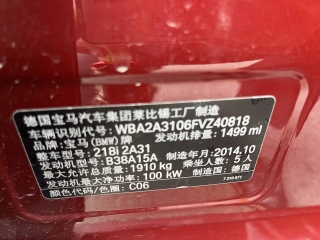 德国宝马汽车集团莱比锡工厂制造
车辆识别代号: WBA2A3106FVZ40818
品牌: 宝马(BMW)牌 发动机排量: 1499 ml
整车型号: 218i 2A31
发动机型号: B38A15A 制造年月: 2014.10
最大允许总质量: 1910 kg 乘坐人数: 5 人
发动机最大净功率: 100 kW 制造国: 德国
颜色代码/色圈: C06 7 310 871